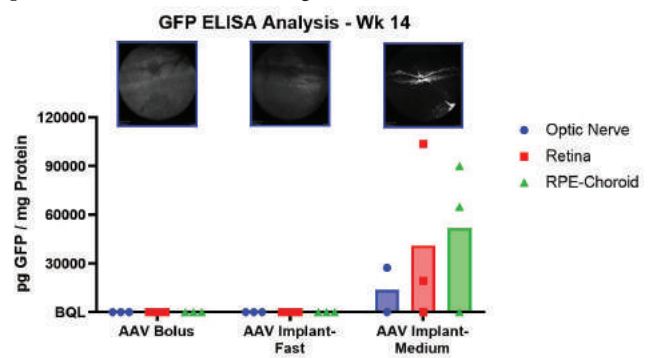 GFP ELISA Analysis - Wk 14
120000
90000
60000
30000
BQL
pg GFP / mg Protein
AAV Bolus
AAV Implant-
Fast
AAV Implant-
Medium
Optic Nerve
Retina
RPE-Choroid